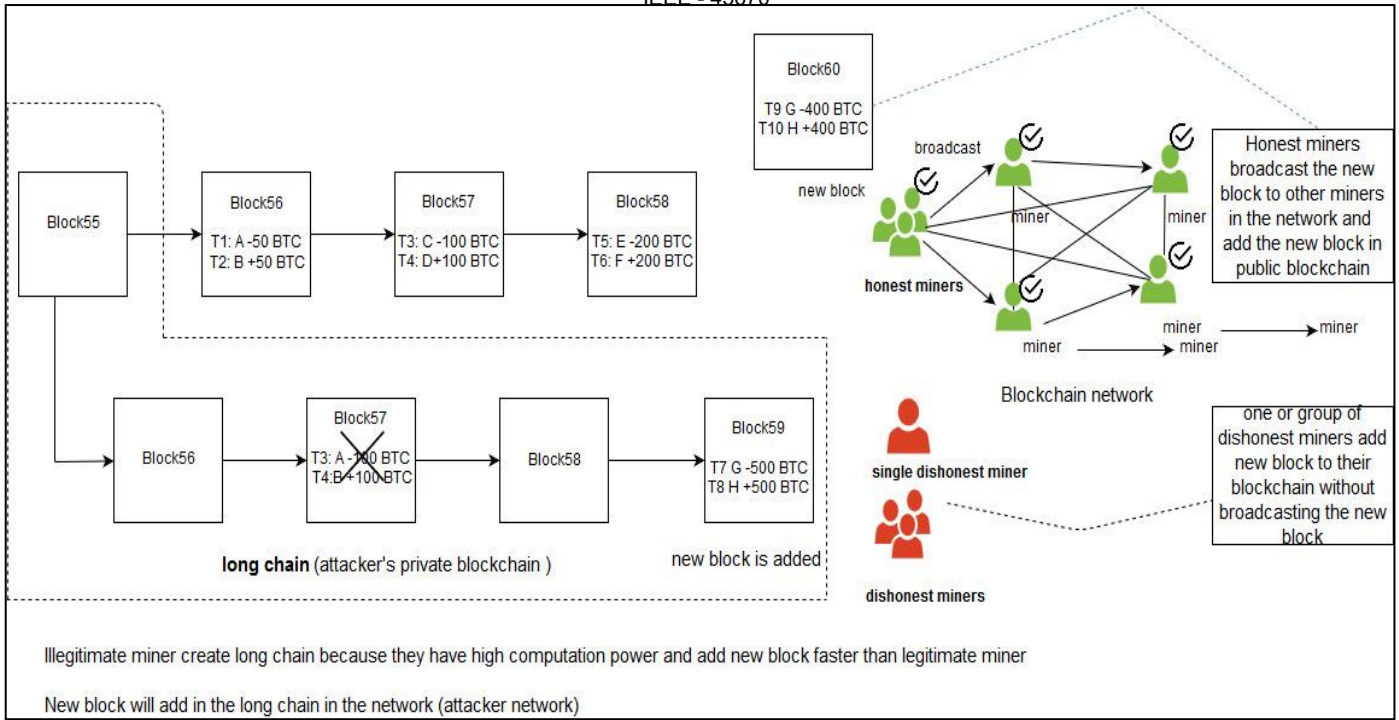 Block60
T9 G -400 BTC
T10 H +400 BTC
new block
broadcast
honest miners
miner
miner
miner
miner
miner
miner
Blockchain network
Honest miners
broadcast the new
block to other miners
in the network and
add the new block in
public blockchain
Block55
Block56
T1: A -50 BTC
T2: B +50 BTC
Block57
T3: C -100 BTC
T4: D+100 BTC
Block58
T5: E -200 BTC
T6: F +200 BTC
Block56
Block57
T3: A -100 BTC
T4:B +100 BTC
Block58
Block59
T7 G -500 BTC
T8 H +500 BTC
long chain (attacker's private blockchain )
new block is added
single dishonest miner
dishonest miners
one or group of
dishonest miners add
new block to their
blockchain without
broadcasting the new
block
Illegitimate miner create long chain because they have high computation power and add new block faster than legitimate miner
New block will add in the long chain in the network (attacker network)